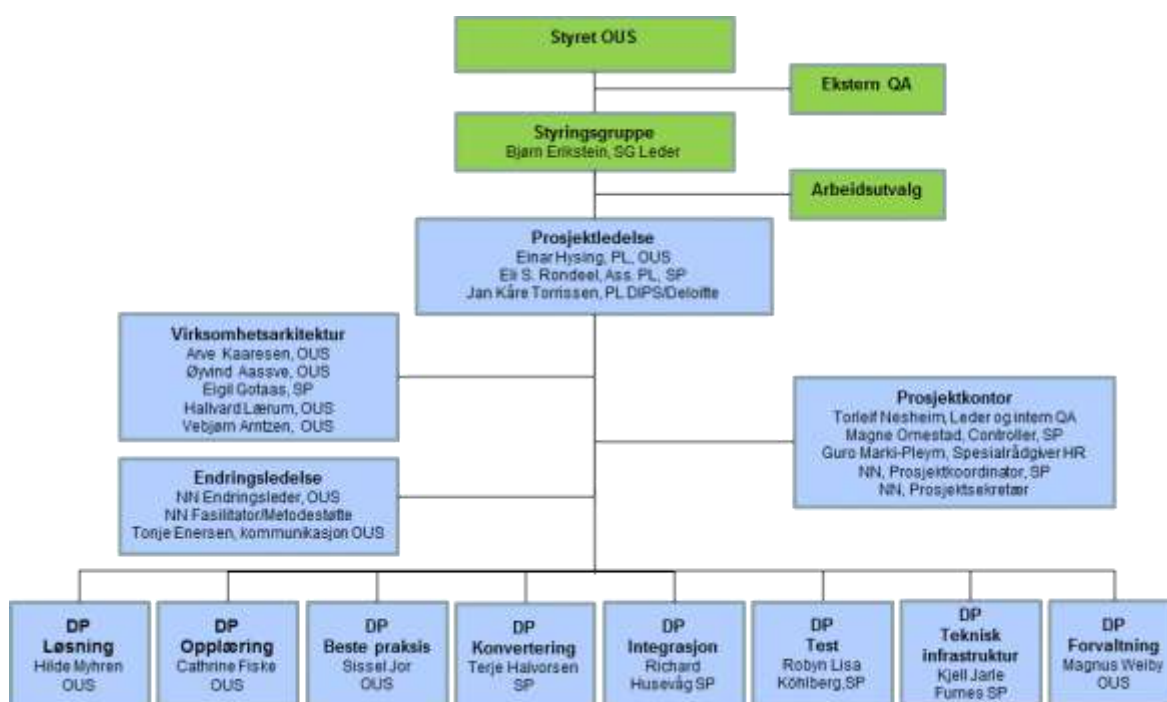 Styret OUS
Ekstern QA
Styringsgruppe
Bjørn Erikstein, SG Leder
Arbeidsutvalg
Prosjektledelse
Einar Hysing, PL, OUS
Eli S. Rondeel, Ass. PL, SP
Jan Kåre Torrissen, PL DIPS/Deloitte
Virksomhetsarkitektur
Arve Kaaresen, OUS
Øyvind Aassve, OUS
Eigil Gotaas, SP
Hallvard Lærum, OUS
Vebjørn Arntzen, OUS
Prosjektkontor
Torleif Nesheim, Leder og intern QA
Magne Ornestad, Controller, SP
Guro Marki-Pleym, Spesialrådgiver HR
NN, Prosjektkoordinator, SP
NN, Prosjektsekretær
Endringsledelse
NN Endringsleder, OUS
NN Fasilitator/Metodestøtte
Tonje Enersen, kommunikasjon OUS
DP
Løsning
Hilde Myhren
OUS
DP
Opplæring
Cathrine Fiske
OUS
DP
Beste praksis
Sissel Jor
OUS
DP
Konvertering
Terje Halvorsen
SP
DP
Integrasjon
Richard
Husevåg SP
DP
Test
Robyn Lisa
Köhlberg,SP
DP
Teknisk
infrastruktur
Kjell Jarle
Furnes SP
DP
Forvaltning
Magnus Welby
OUS